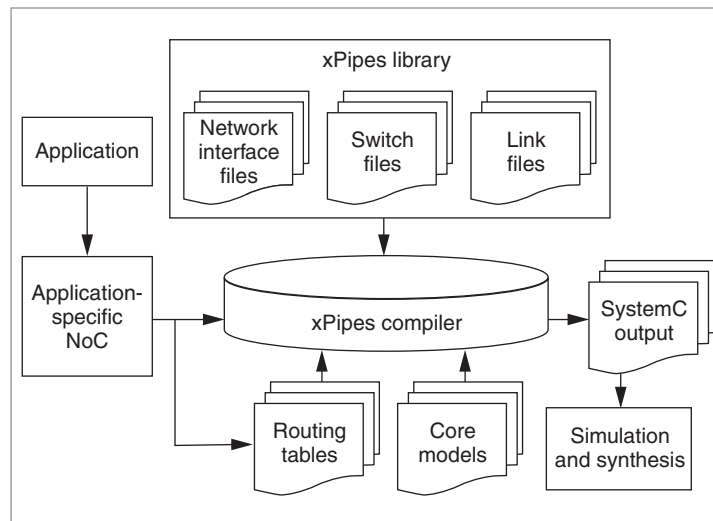 xPipes library
Network
interface
files
Switch
files
Link
files
Application
Application-
specific
NoC
xPipes compiler
SystemC
output
Routing
tables
Core
models
Simulation
and synthesis